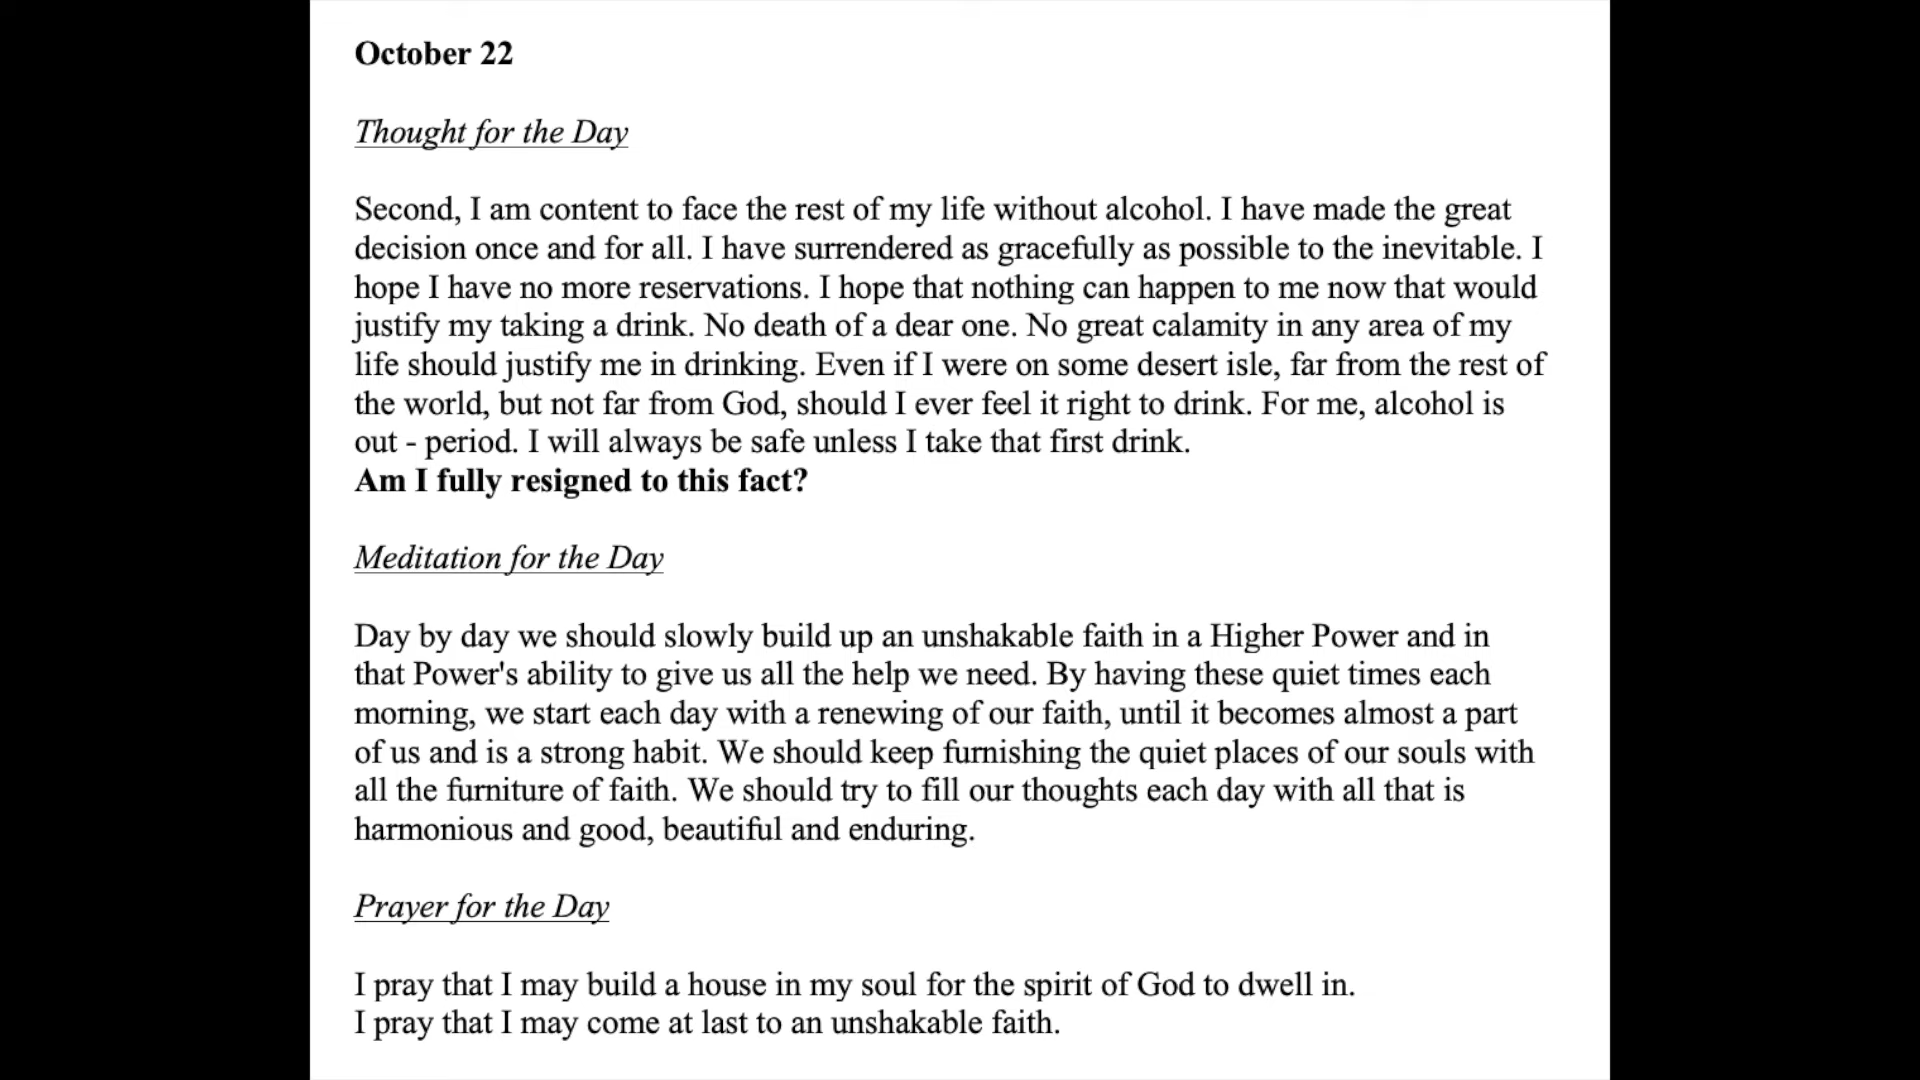 October 22
Thought for the Day
Second, I am content to face the rest of my life without alcohol. I have made the great
decision once and for all. I have surrendered as gracefully as possible to the inevitable. I
hope I have no more reservations. I hope that nothing can happen to me now that would
justify my taking a drink. No death of a dear one. No great calamity in any area of my
life should justify me in drinking. Even if I were on some desert isle, far from the rest of
the world, but not far from God, should I ever feel it right to drink. For me, alcohol is
out - period. I will always be safe unless I take that first drink.
Am I fully resigned to this fact?
Meditation for the Day
Day by day we should slowly build up an unshakable faith in a Higher Power and in
that Power's ability to give us all the help we need. By having these quiet times each
morning, we start each day with a renewing of our faith, until it becomes almost a part
of us and is a strong habit. We should keep furnishing the quiet places of our souls with
all the furniture of faith. We should try to fill our thoughts each day with all that is
harmonious and good, beautiful and enduring.
Prayer for the Day
I pray that I may build a house in my soul for the spirit of God to dwell in.
I pray that I may come at last to an unshakable faith.